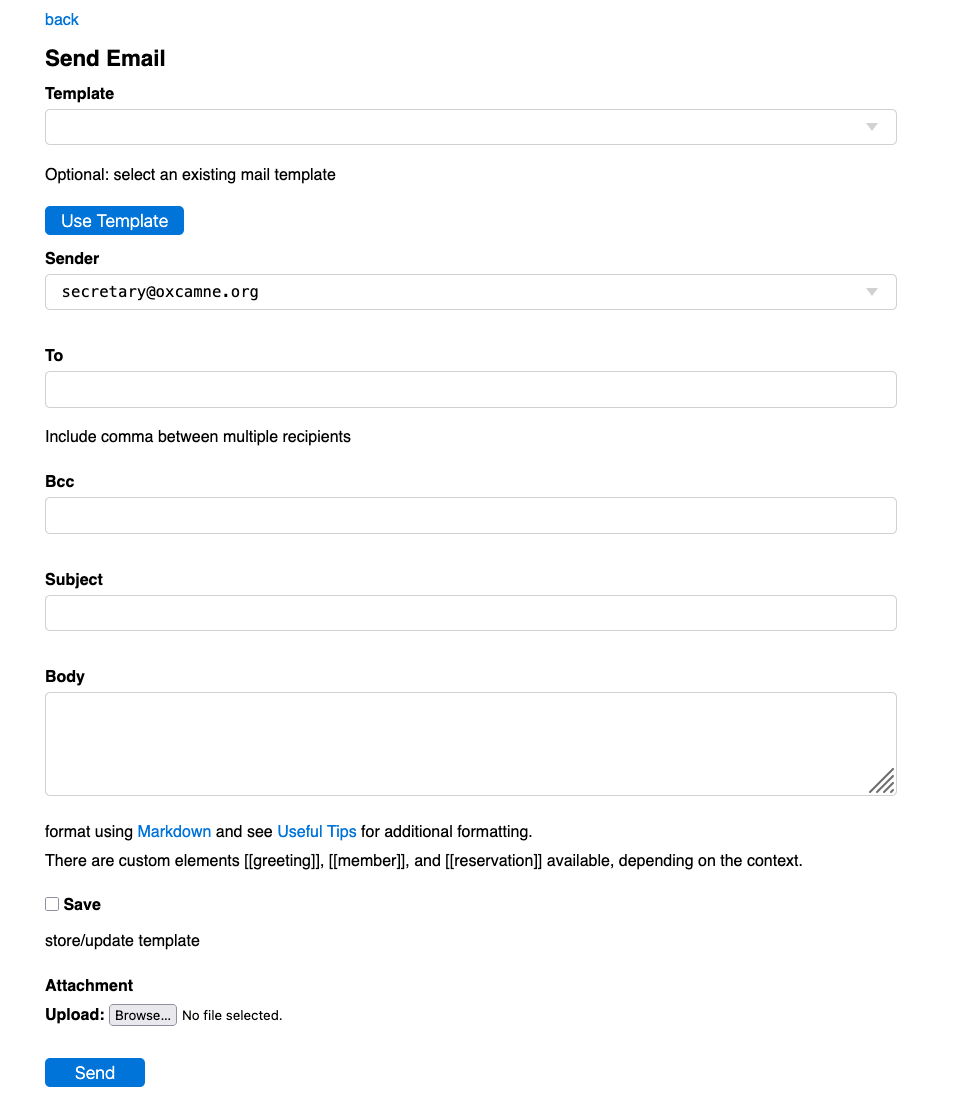 back
Send Email
Template
Optional: select an existing mail template
Use Template
Sender
secretary@oxcamne.org
To
Include comma between multiple recipients
Bcc
Subject
Body
format using Markdown and see Useful Tips for additional formatting.
There are custom elements [[greeting]], [[member]], and [[reservation]] available, depending on the context.
Save
store/update template
Attachment
Upload: Browse... No file selected.
Send